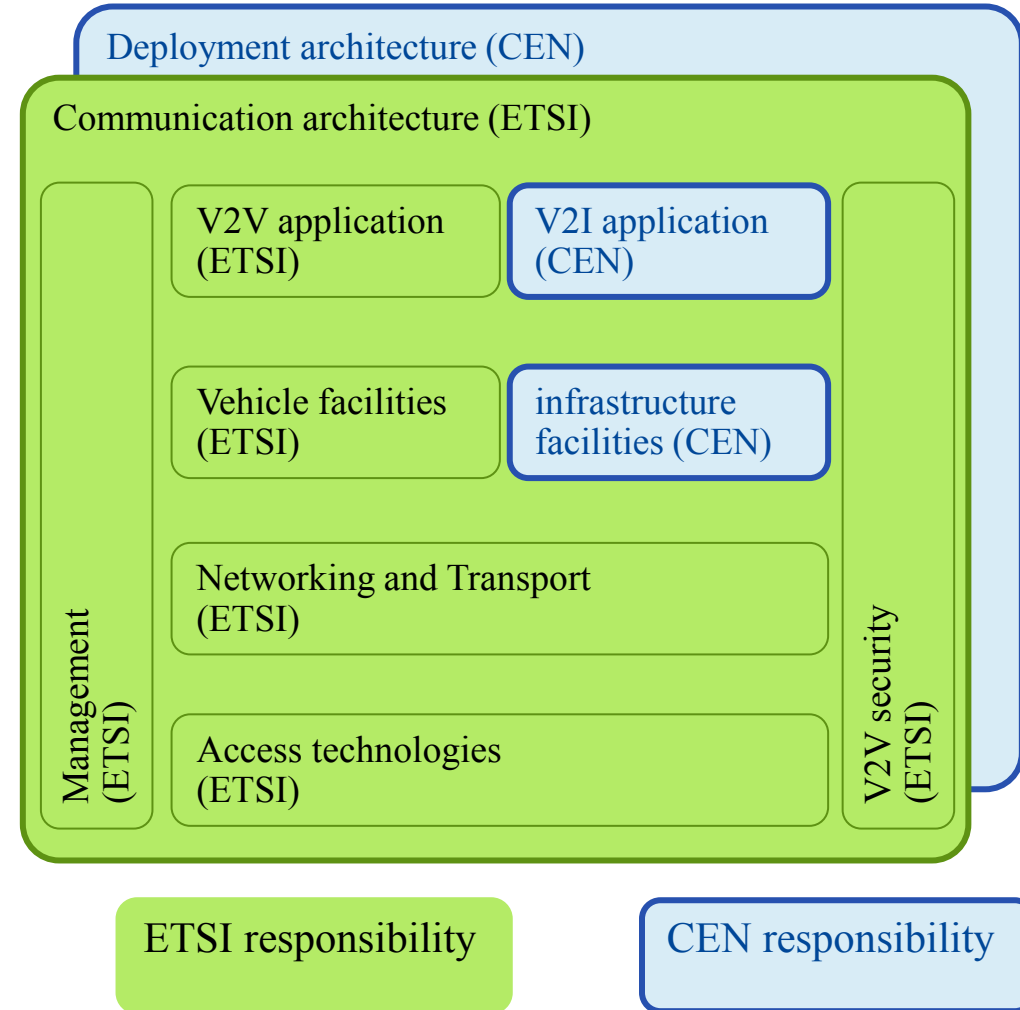 Deployment architecture (CEN)
Communication architecture (ETSI)
V2V application
(ETSI)
V2I application
(CEN)
Vehicle facilities
(ETSI)
infrastructure
facilities (CEN)
Networking and Transport
(ETSI)
Access technologies
(ETSI)
Management
(ETSI)
V2V security
(ETSI)
ETSI responsibility
CEN responsibility